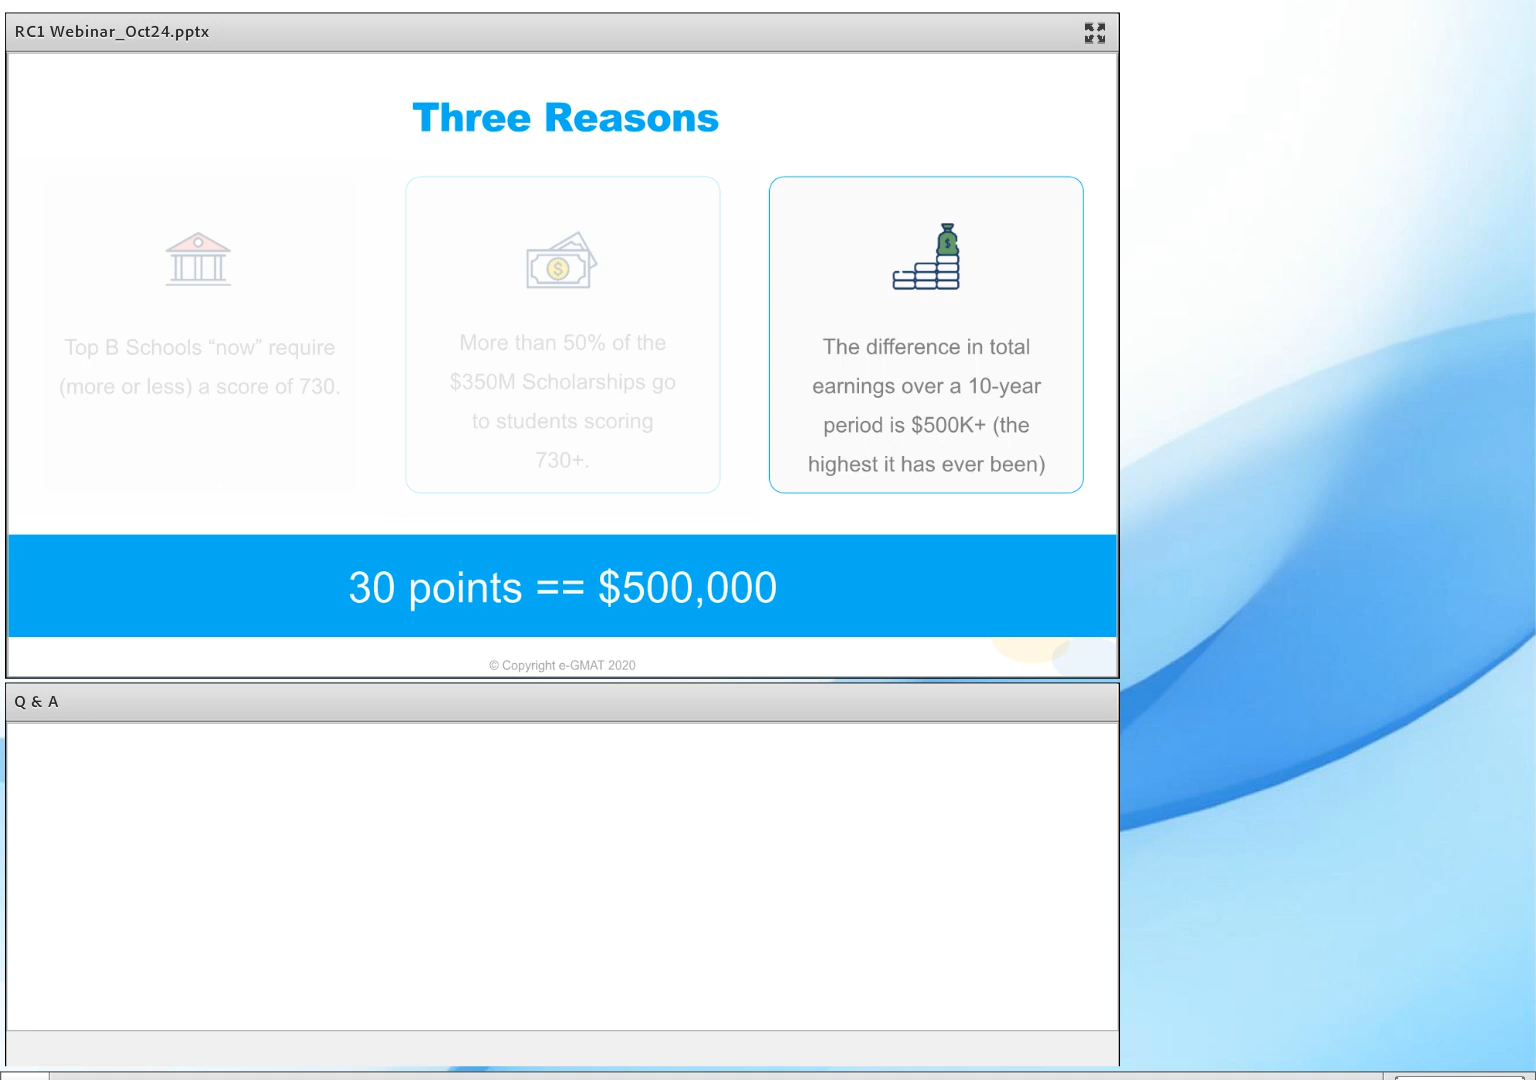 RC1 Webinar_Oct24.pptx
Three Reasons
Top B Schools “now” require
(more or less) a score of 730.
More than 50% of the
$350M Scholarships go
to students scoring
730+.
The difference in total
earnings over a 10-year
period is $500K+ (the
highest it has ever been)
30 points == $500,000
© Copyright e-GMAT 2020
Q & A